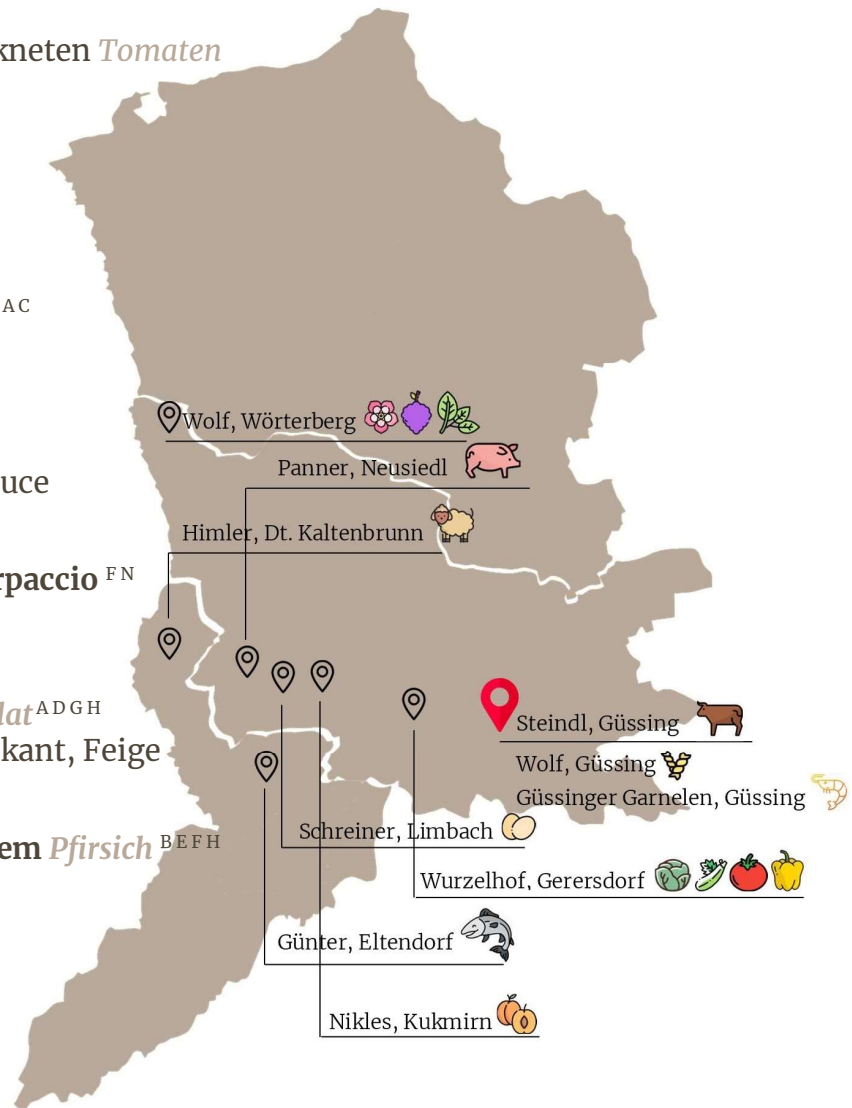 kneten Tomaten
AC
Wolf, Wörterberg
Panner, Neusiedl
uce
Himler, Dt. Kaltenbrunn
rpaccio FN
lat ADGH
Steindl, Güssing
kant, Feige
Wolf, Güssing
Güssinger Garnelen, Güssing
Schreiner, Limbach
em Pfirsich BEFH
Wurzelhof, Gerersdorf
Günter, Eltendorf
Nikles, Kukmirn